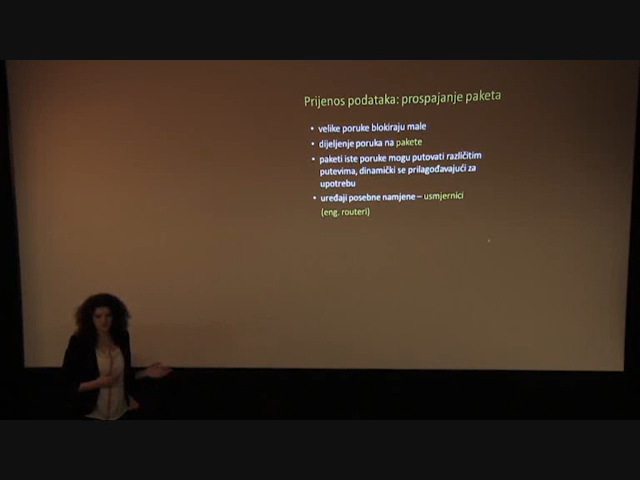 Prijenos podataka: prospajanje paketa
• velike poruke blokiraju male
• dijeljenje poruka na pakete
• paketi iste poruke mogu putovati različitim
putevima, dinamički se prilagođavajući za
upotrebu
• uređaji posebne namjene – usmjernici
(eng. routeri)